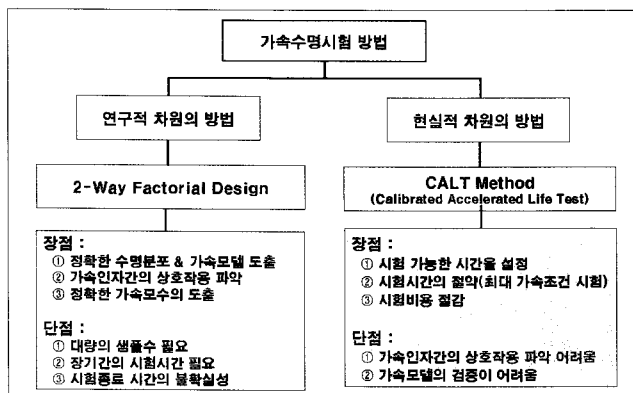 가속수명시험 방법
연구적 차원의 방법
현실적 차원의 방법
2-Way Factorial Design
CALT Method
(Calibrated Accelerated Life Test)
장점 :
① 정확한 수명분포 & 가속모델 도출
② 가속인자간의 상호작용 파악
③ 정확한 가속모수의 도출
단점 :
① 대량의 샘플수 필요
② 장기간의 시험시간 필요
③ 시험종료 시간의 불확실성
장점 :
① 시험 가능한 시간을 설정
② 시험시간의 절약(최대 가속조건 시험)
③ 시험비용 절감
단점 :
① 가속인자간의 상호작용 파악 어려움
② 가속모델의 검증이 어려움